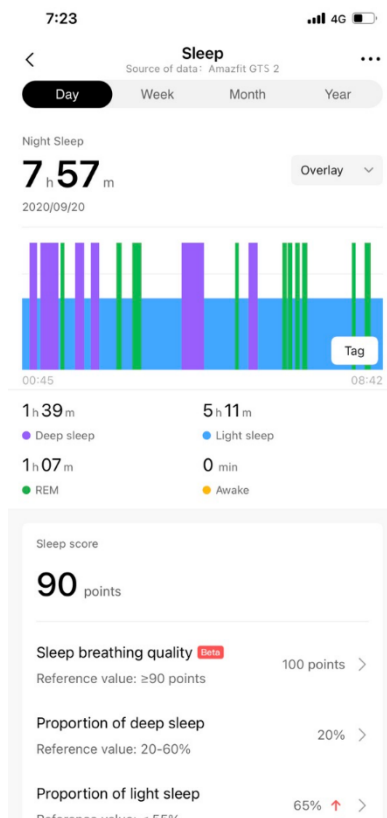 7:23
4G
Sleep
Source of data: Amazfit GTS 2
Day Week Month Year
Night Sleep
7 h 57 m
Overlay
2020/09/20
Tag
00:45 08:42
1 h 39 m 5 h 11 m
Deep sleep Light sleep
1 h 07 m 0 min
REM Awake
Sleep score
90 points
Sleep breathing quality Beta
100 points
Reference value: ≥90 points
Proportion of deep sleep
20%
Reference value: 20-60%
Proportion of light sleep
65% ↑
Reference value: 55%